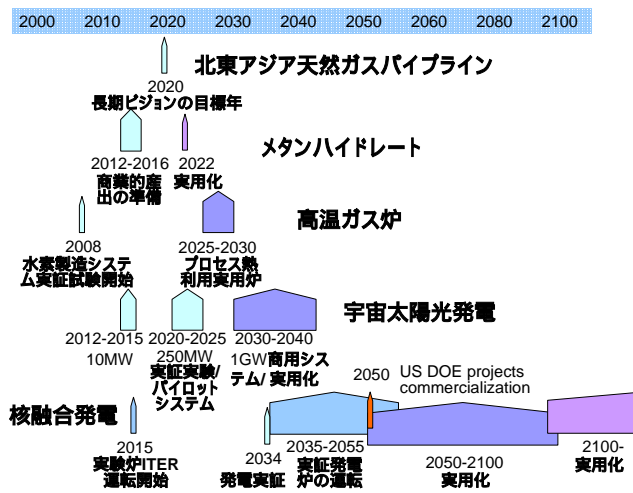 2000 2010 2020 2030 2040 2050 2060 2080 2100
北東アジア天然ガスパイプライン
2020
長期ビジョンの目標年
メタンハイドレート
2012-2016
商業的産
出の準備
2022
実用化
高温ガス炉
2008
水素製造システ
ム実証試験開始
2025-2030
プロセス熱
利用実用炉
宇宙太陽光発電
2012-2015
10MW
2020-2025
250MW
実証実験/
パイロット
システム
2030-2040
1GW商用シス
テム/ 実用化
核融合発電
2015
実験炉ITER
運転開始
2034
発電実証
2035-2055
実証発電
炉の運転
2050
US DOE projects
commercialization
2050-2100
実用化
2100-
実用化